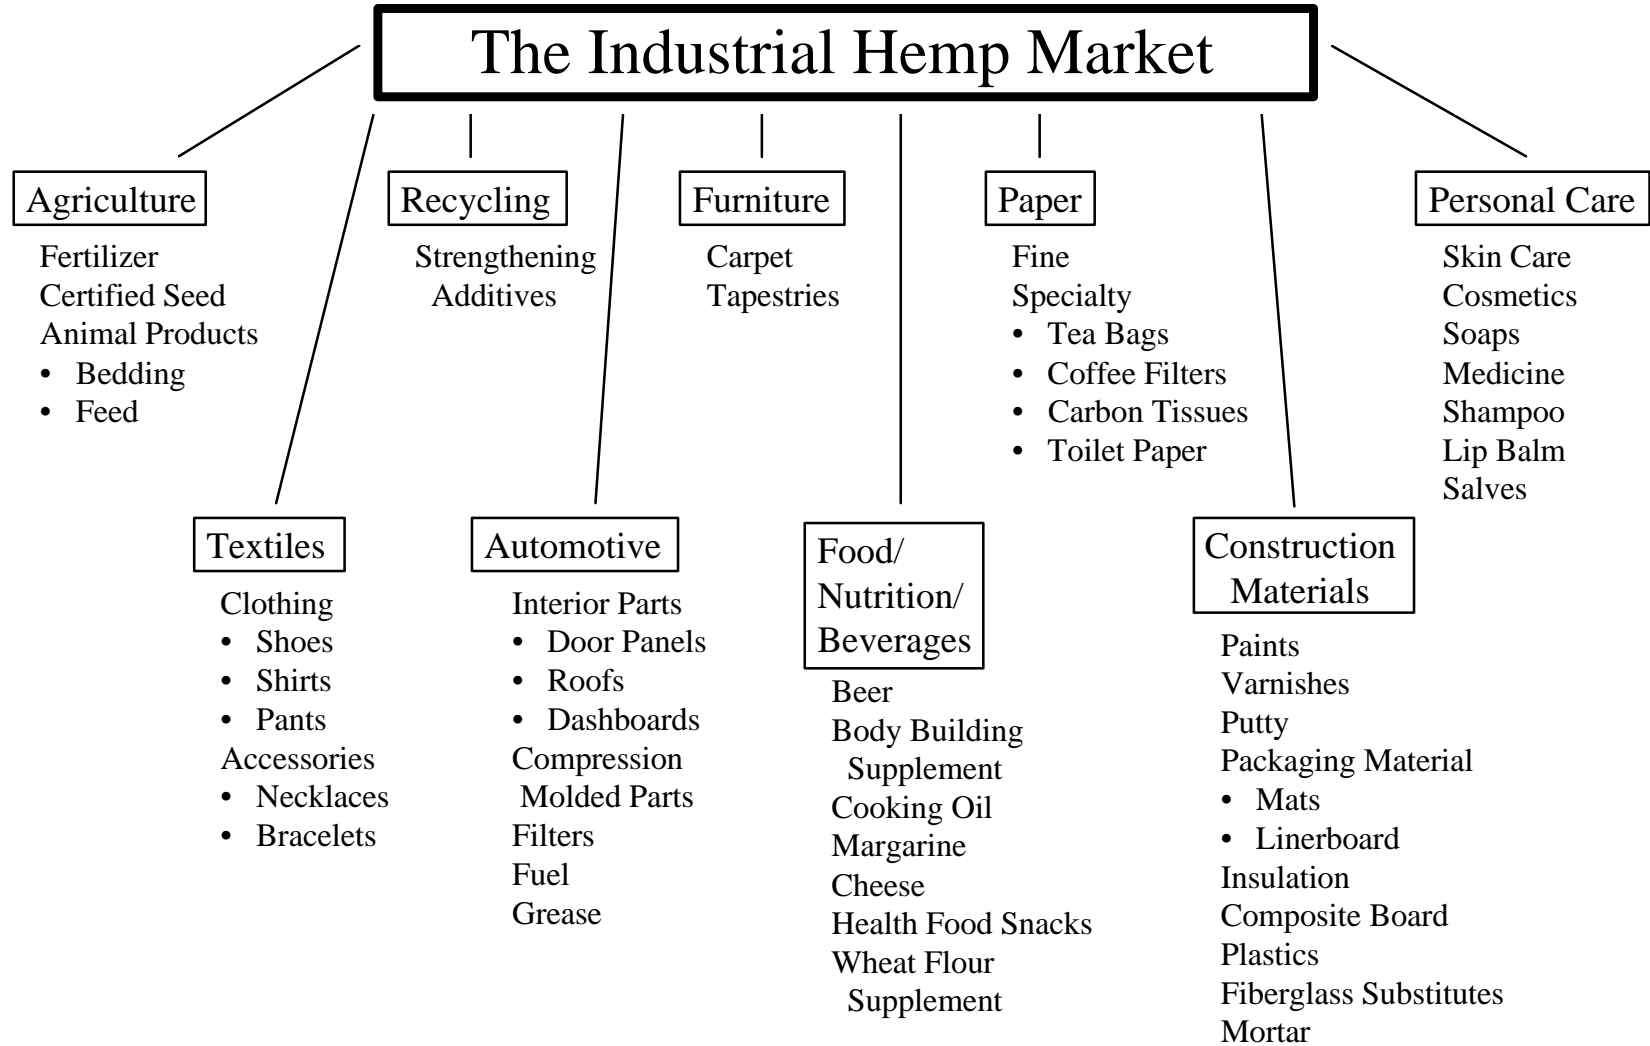 The Industrial Hemp Market
Agriculture
Fertilizer
Certified Seed
Animal Products
• Bedding
• Feed
Recycling
Strengthening
Additives
Furniture
Carpet
Tapestries
Paper
Fine
Specialty
• Tea Bags
• Coffee Filters
• Carbon Tissues
• Toilet Paper
Personal Care
Skin Care
Cosmetics
Soaps
Medicine
Shampoo
Lip Balm
Salves
Textiles
Clothing
• Shoes
• Shirts
• Pants
Accessories
• Necklaces
• Bracelets
Automotive
Interior Parts
• Door Panels
• Roofs
• Dashboards
Compression
Molded Parts
Filters
Fuel
Grease
Food/
Nutrition/
Beverages
Beer
Body Building
Supplement
Cooking Oil
Margarine
Cheese
Health Food Snacks
Wheat Flour
Supplement
Construction
Materials
Paints
Varnishes
Putty
Packaging Material
• Mats
• Linerboard
Insulation
Composite Board
Plastics
Fiberglass Substitutes
Mortar